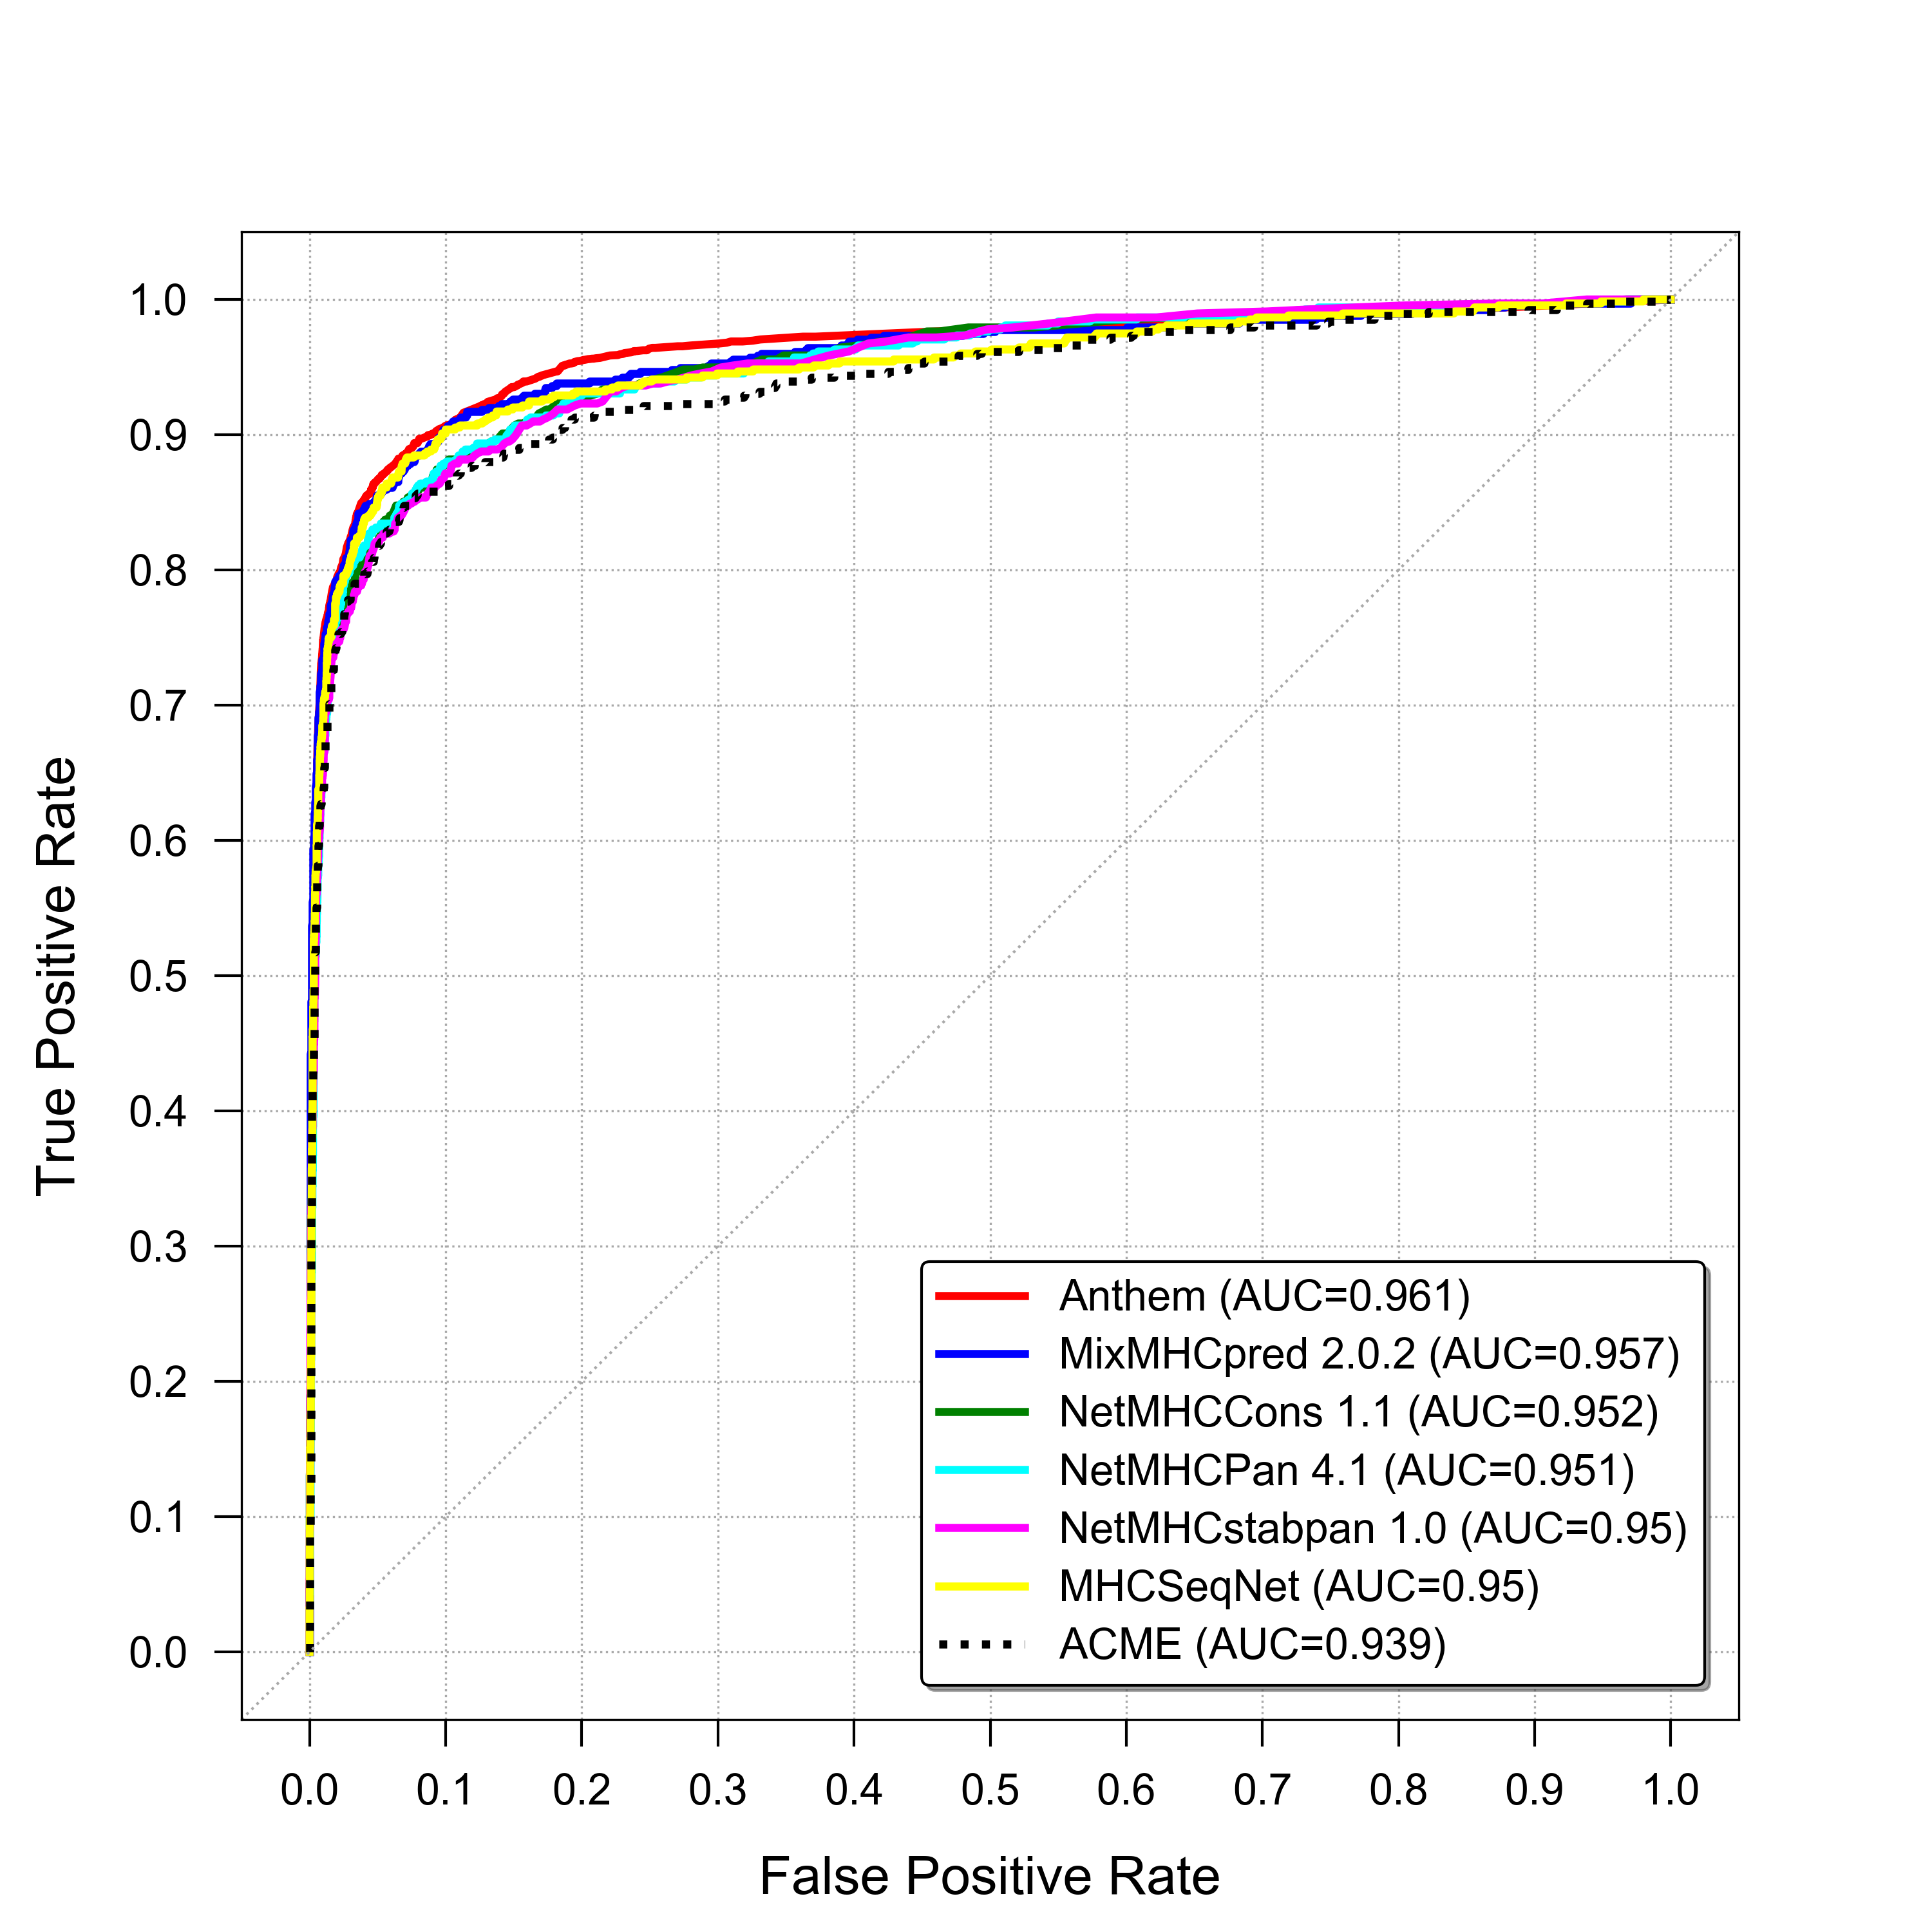 1.0
0.9
0.8
0.7
0.6
0.5
0.4
0.3
0.2
0.1
0.0
True Positive Rate
Anthem (AUC=0.961)
MixMHCpred 2.0.2 (AUC=0.957)
NetMHCCons 1.1 (AUC=0.952)
NetMHCPan 4.1 (AUC=0.951)
NetMHCstabpan 1.0 (AUC=0.95)
MHCSeqNet (AUC=0.95)
ACME (AUC=0.939)
0.0 0.1 0.2 0.3 0.4 0.5 0.6 0.7 0.8 0.9 1.0
False Positive Rate